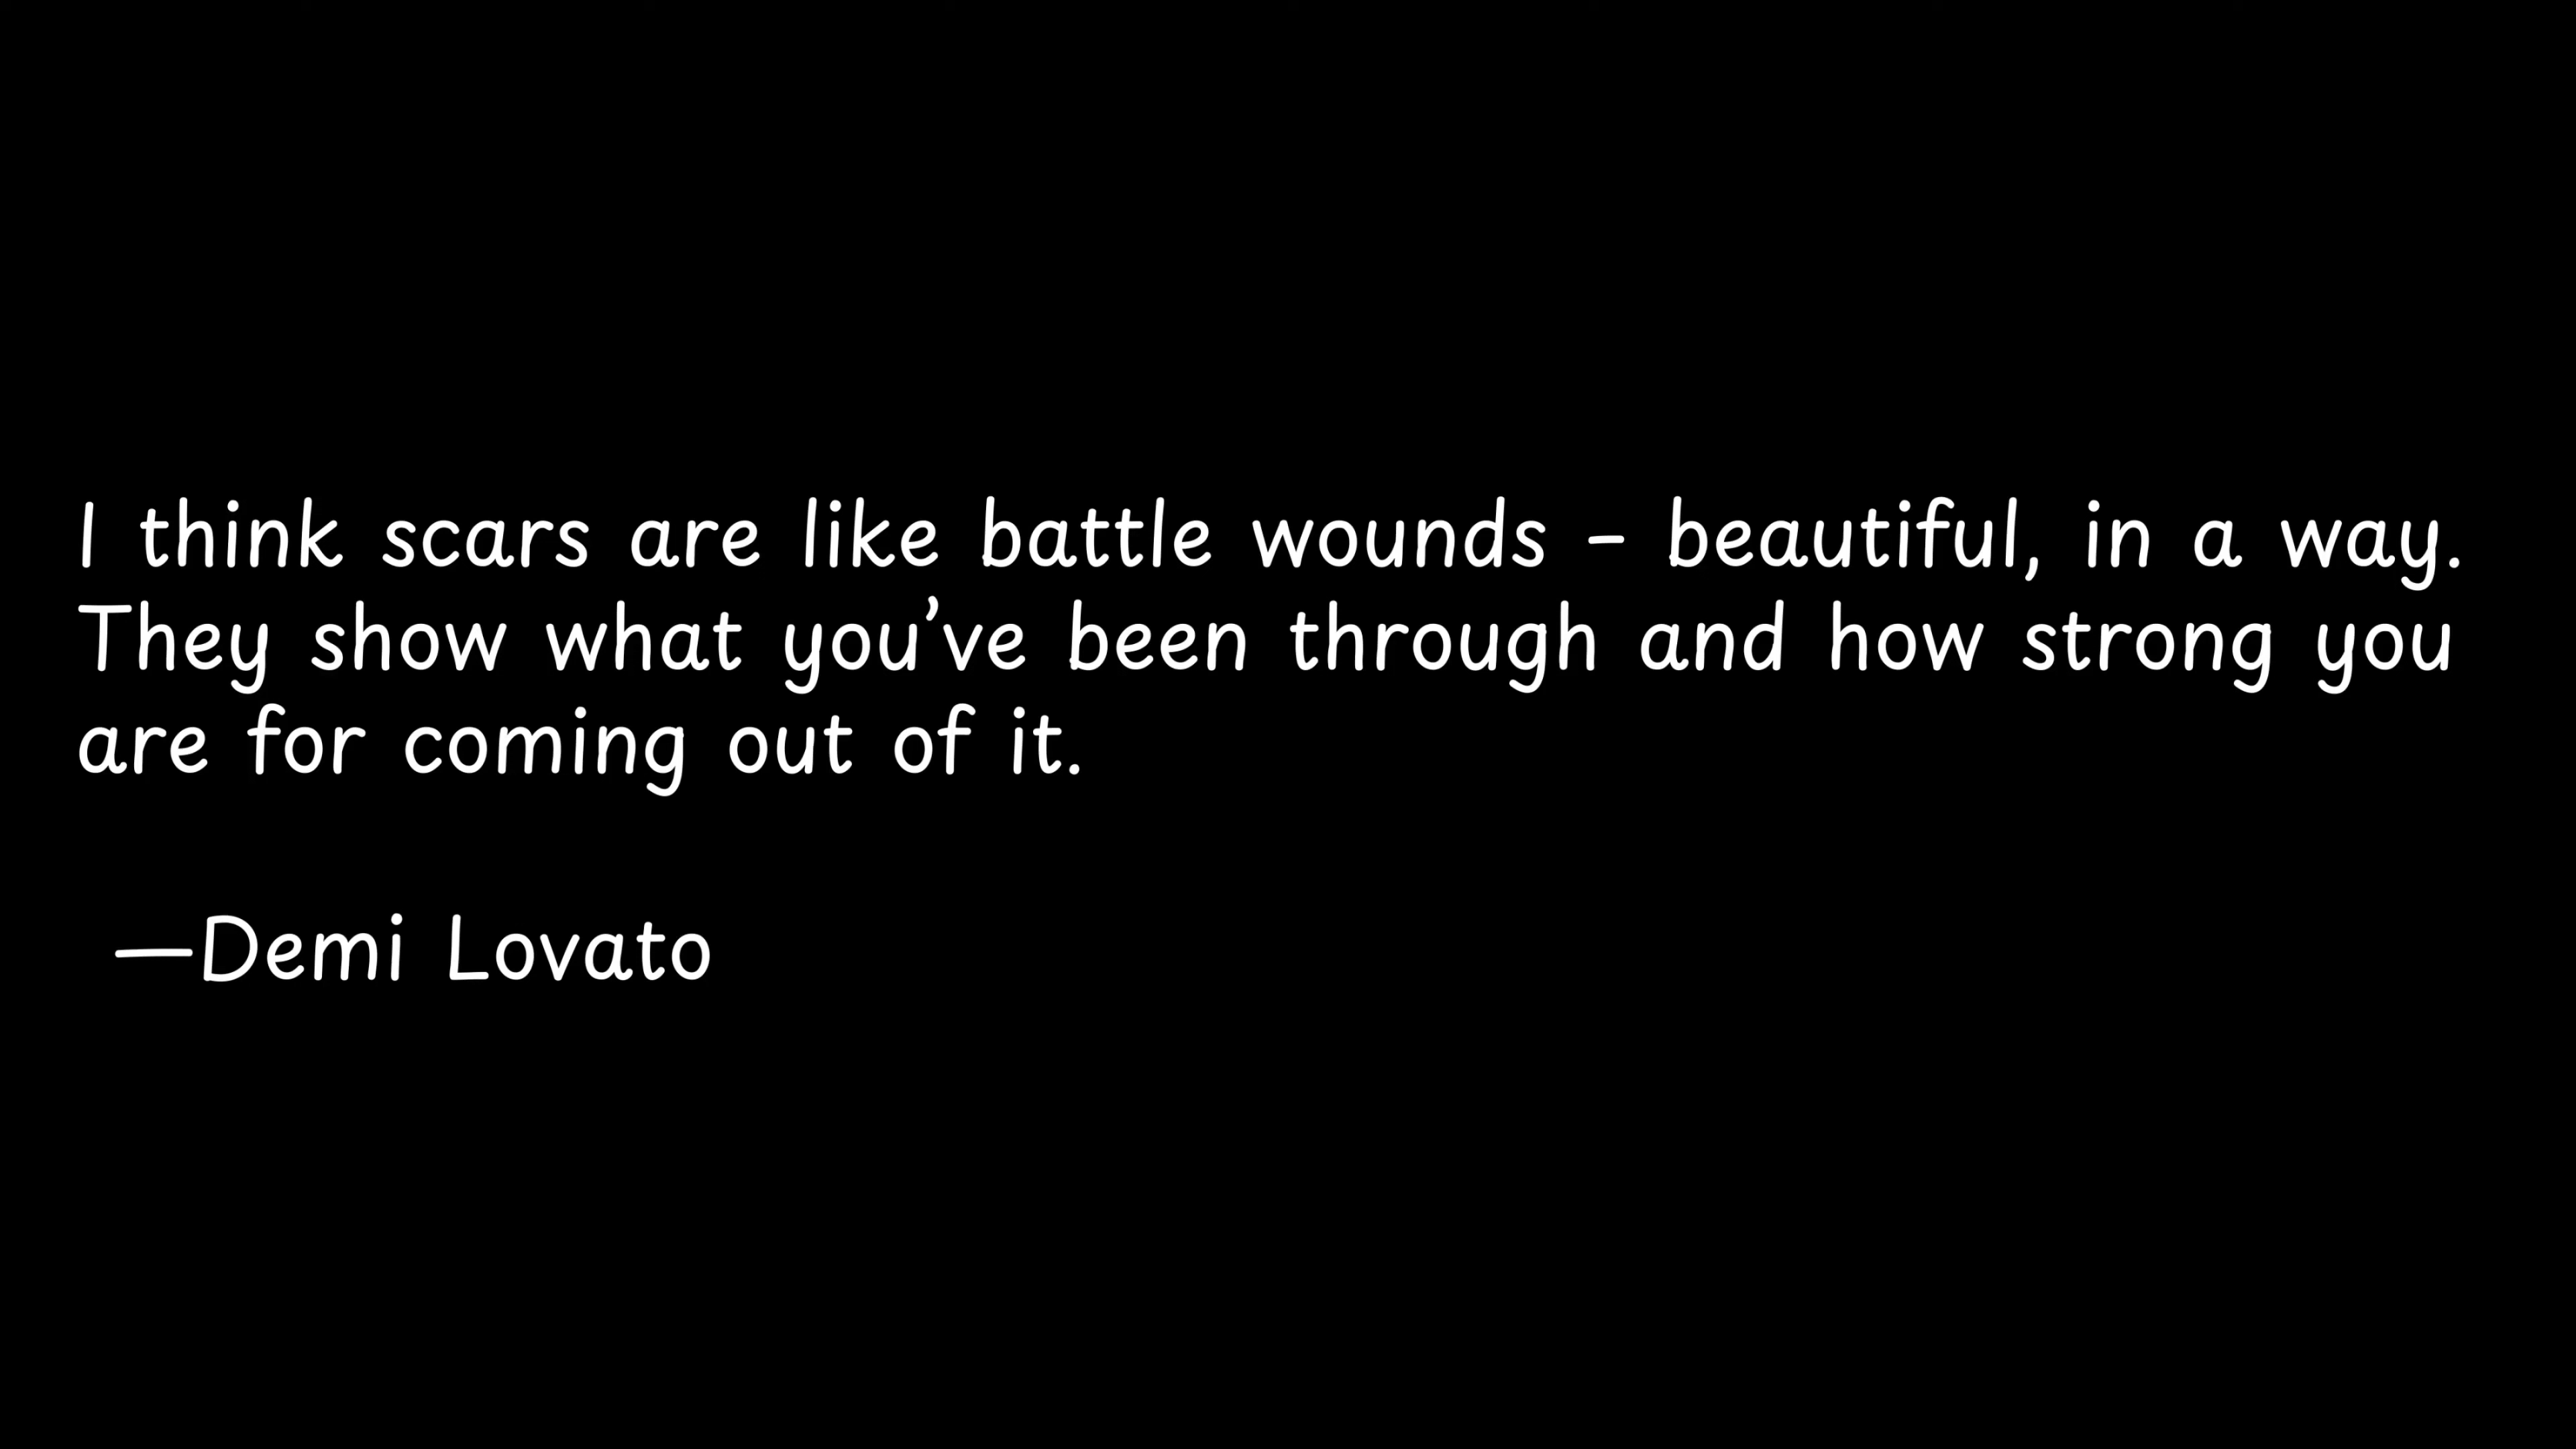 I think scars are like battle wounds – beautiful, in a way.
They show what you’ve been through and how strong you
are for coming out of it.
—Demi Lovato